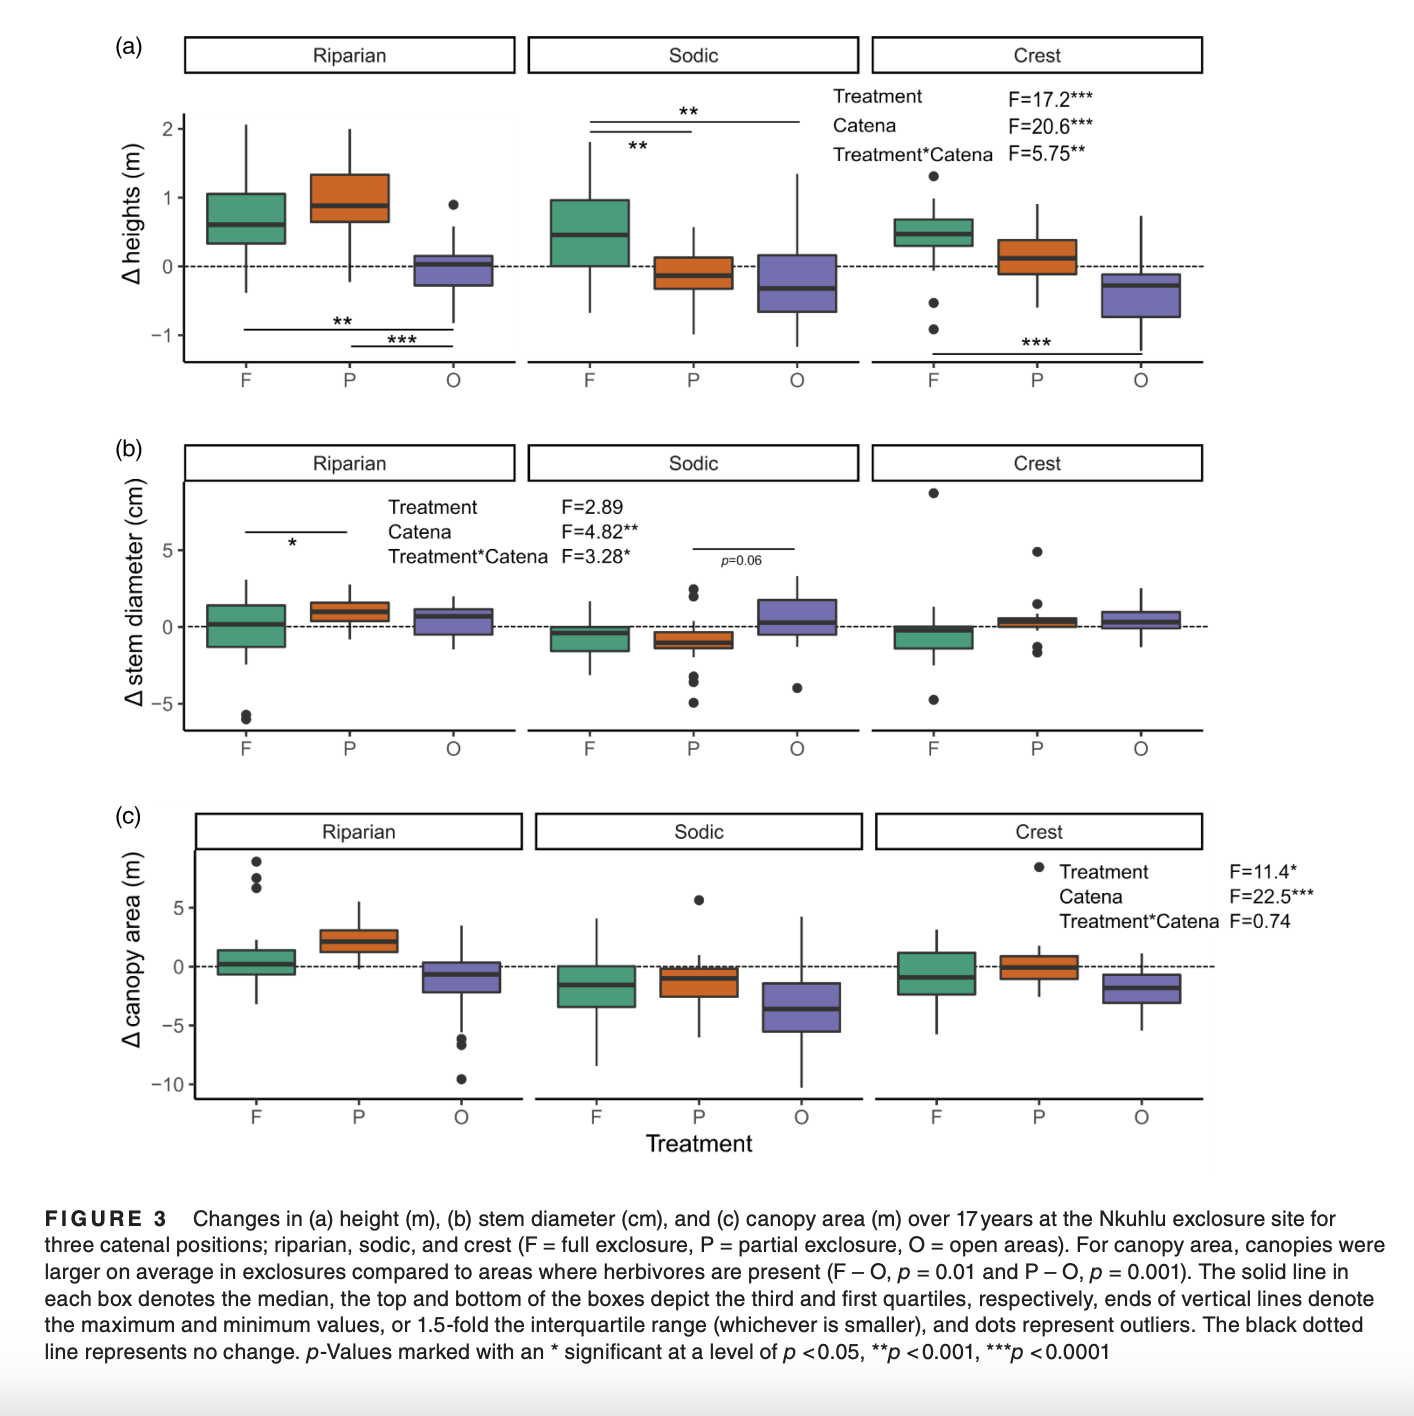 (a)
Riparian Sodic Crest
Treatment F=17.2***
Catena F=20.6***
Treatment*Catena F=5.75**
Δ heights (m)
2
1
0
−1
**
***
**
**
***
F P O F P O F P O
(b)
Riparian Sodic Crest
Treatment F=2.89
Catena F=4.82**
Treatment*Catena F=3.28*
Δ stem diameter (cm)
5
0
−5
*
p=0.06
F P O F P O F P O
(c)
Riparian Sodic Crest
Treatment F=11.4*
Catena F=22.5***
Treatment*Catena F=0.74
Δ canopy area (m)
5
0
−5
−10
F P O F P O F P O
Treatment
FIGURE 3 Changes in (a) height (m), (b) stem diameter (cm), and (c) canopy area (m) over 17 years at the Nkuhlu exclosure site for
three catenal positions; riparian, sodic, and crest (F = full exclosure, P = partial exclosure, O = open areas). For canopy area, canopies were
larger on average in exclosures compared to areas where herbivores are present (F – O, p = 0.01 and P – O, p = 0.001). The solid line in
each box denotes the median, the top and bottom of the boxes depict the third and first quartiles, respectively, ends of vertical lines denote
the maximum and minimum values, or 1.5-fold the interquartile range (whichever is smaller), and dots represent outliers. The black dotted
line represents no change. p-Values marked with an * significant at a level of p <0.05, **p <0.001, ***p <0.0001